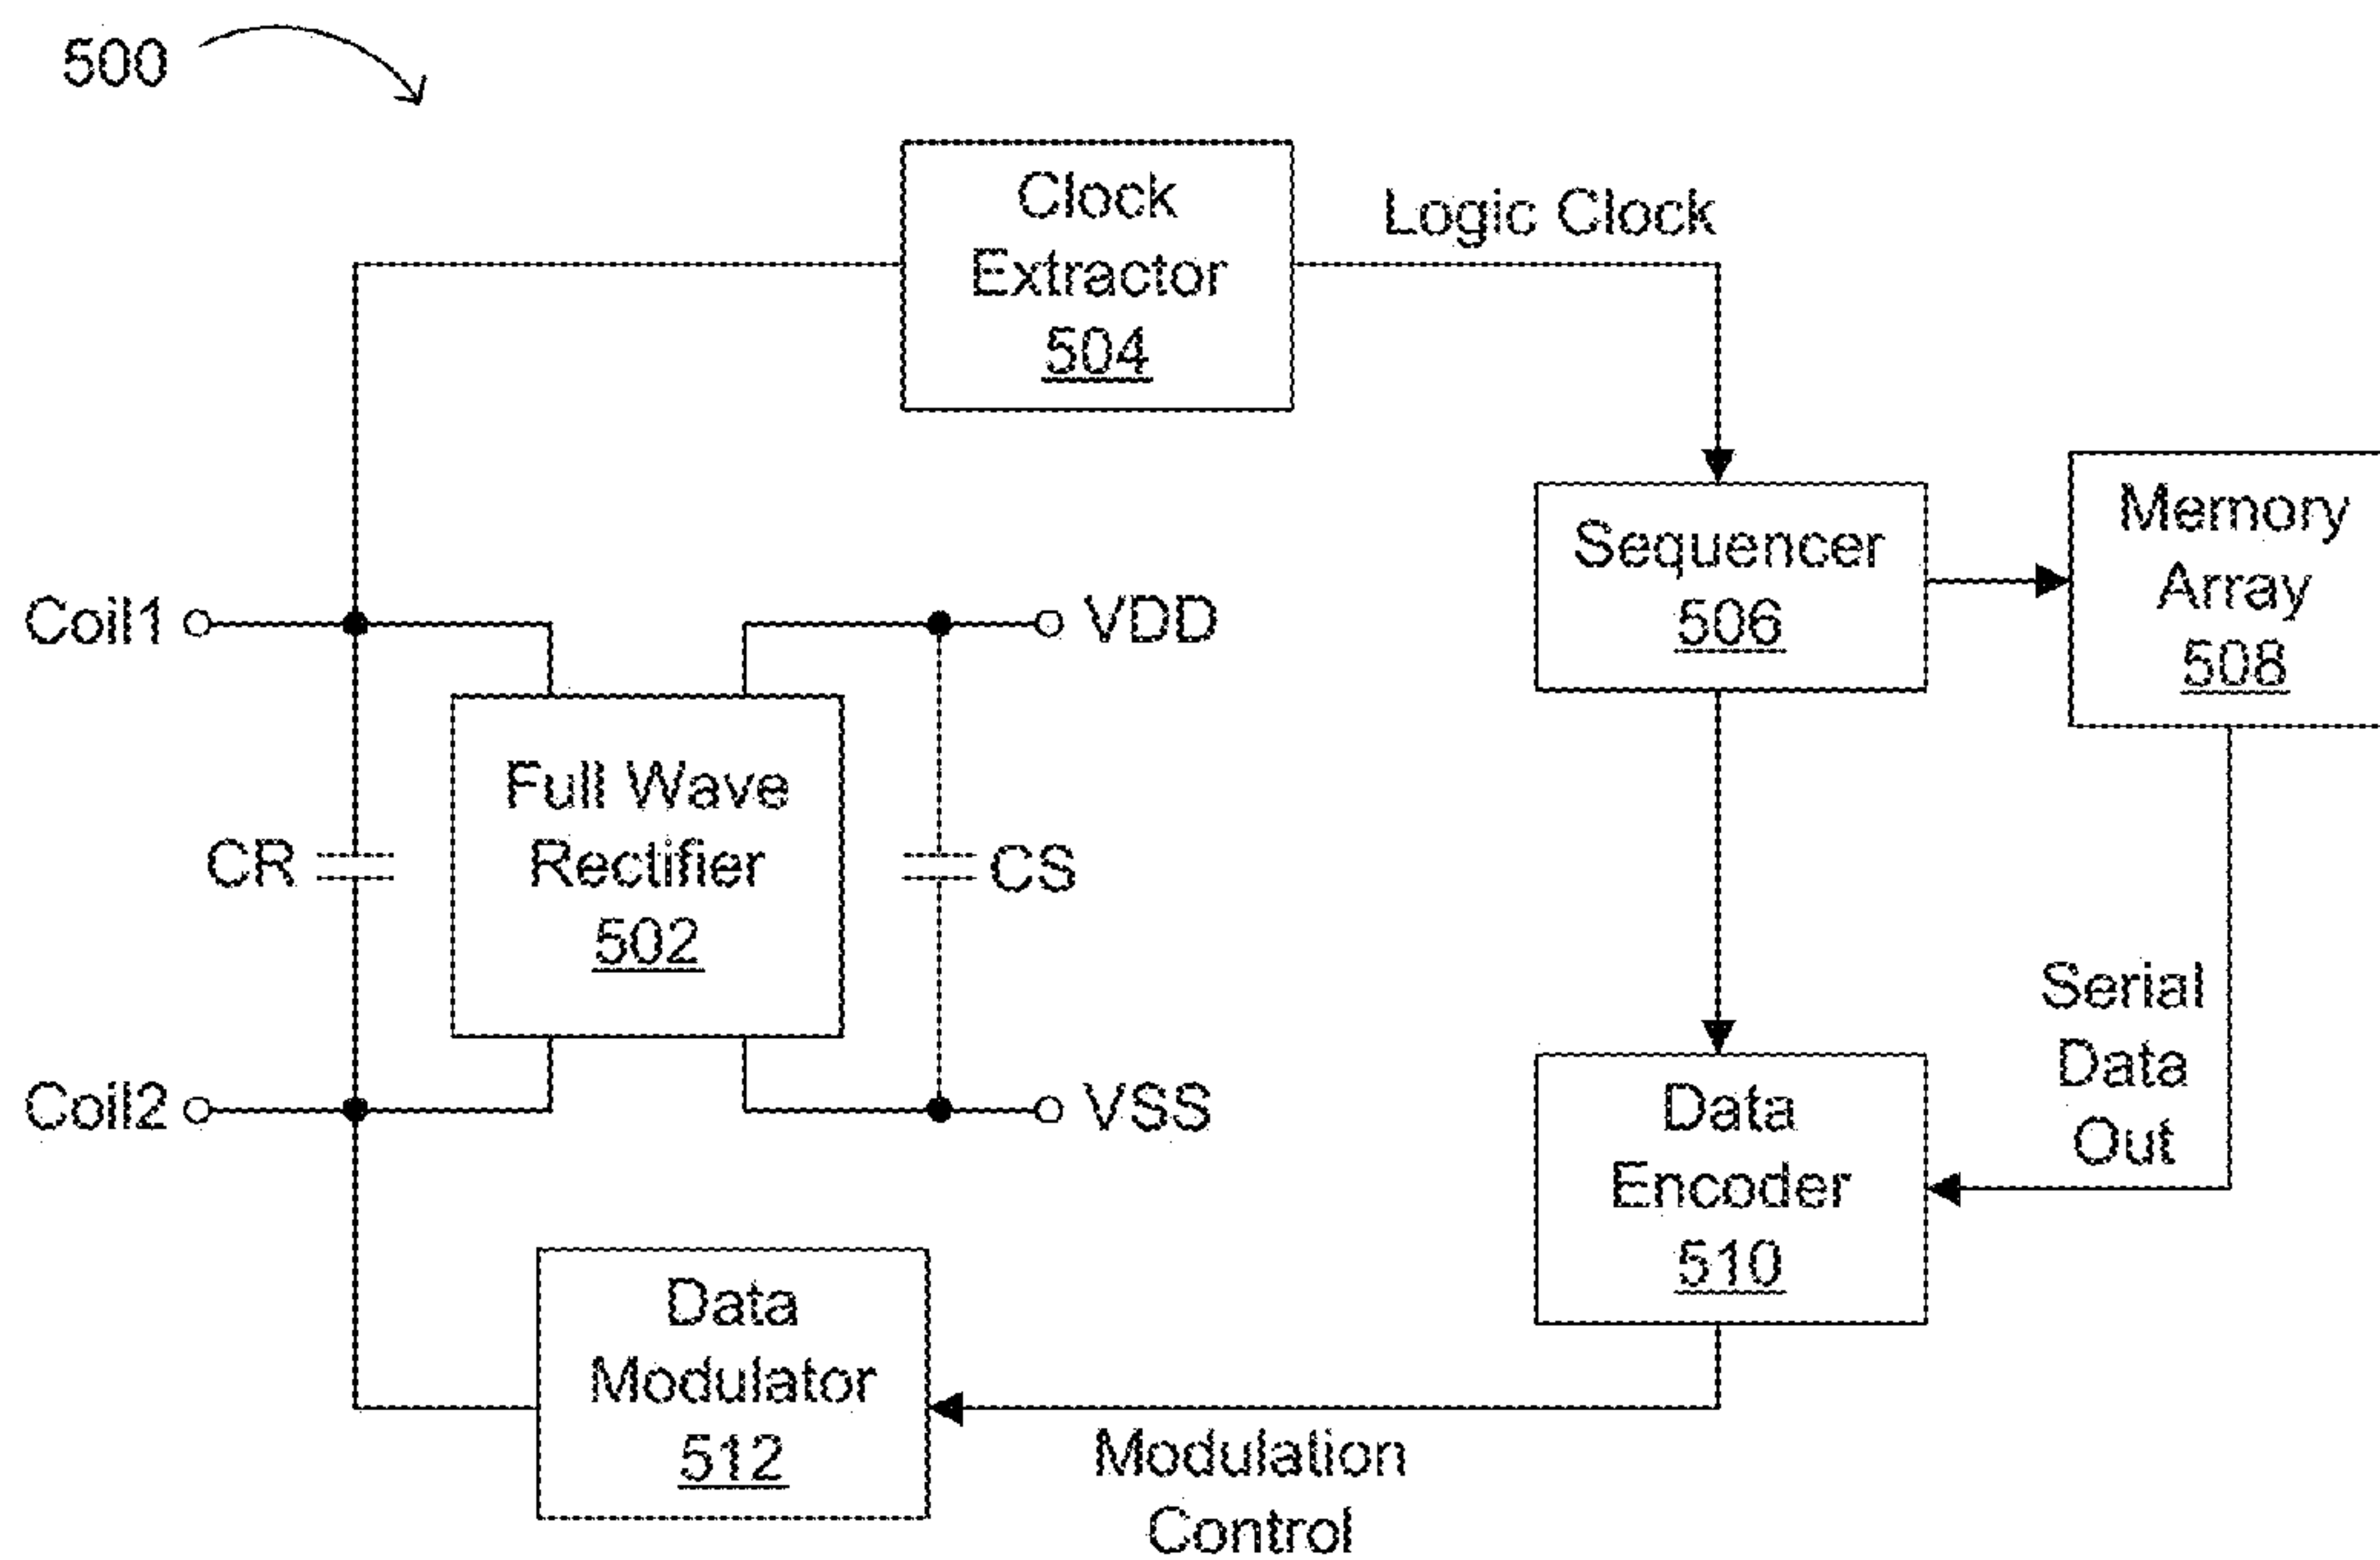 500
Clock
Extractor
504
Logic Clock
Sequencer
506
Memory
Array
508
Coil1
VDD
Full Wave
Rectifier
502
CR
CS
Coil2
VSS
Serial
Data
Out
Data
Encoder
510
Data
Modulator
512
Modulation
Control